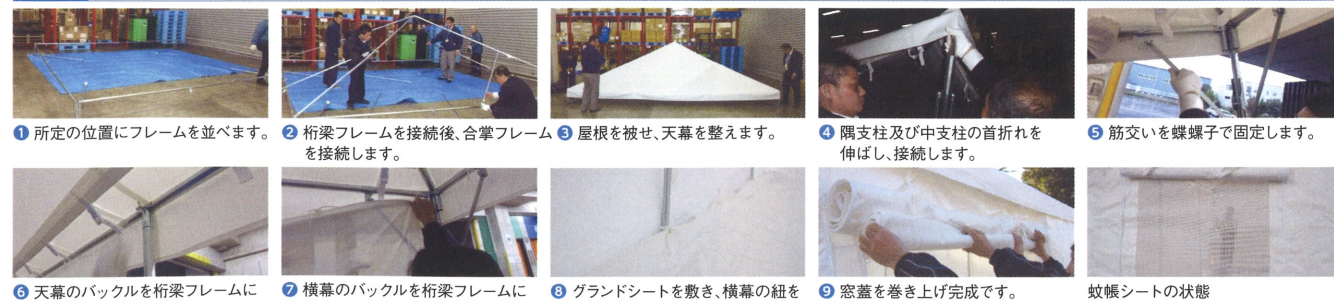 ❶ 所定の位置にフレームを並べます。
❷ 桁梁フレームを接続後、合掌フレーム
を接続します。
❸ 屋根を被せ、天幕を整えます。
❹ 隅支柱及び中支柱の首折れを
伸ばし、接続します。
❺ 筋交いを蝶螺子で固定します。
❻ 天幕のバックルを桁梁フレームに
❼ 横幕のバックルを桁梁フレームに
❽ グランドシートを敷き、横幕の紐を
❾ 窓蓋を巻き上げ完成です。
蚊帳シートの状態